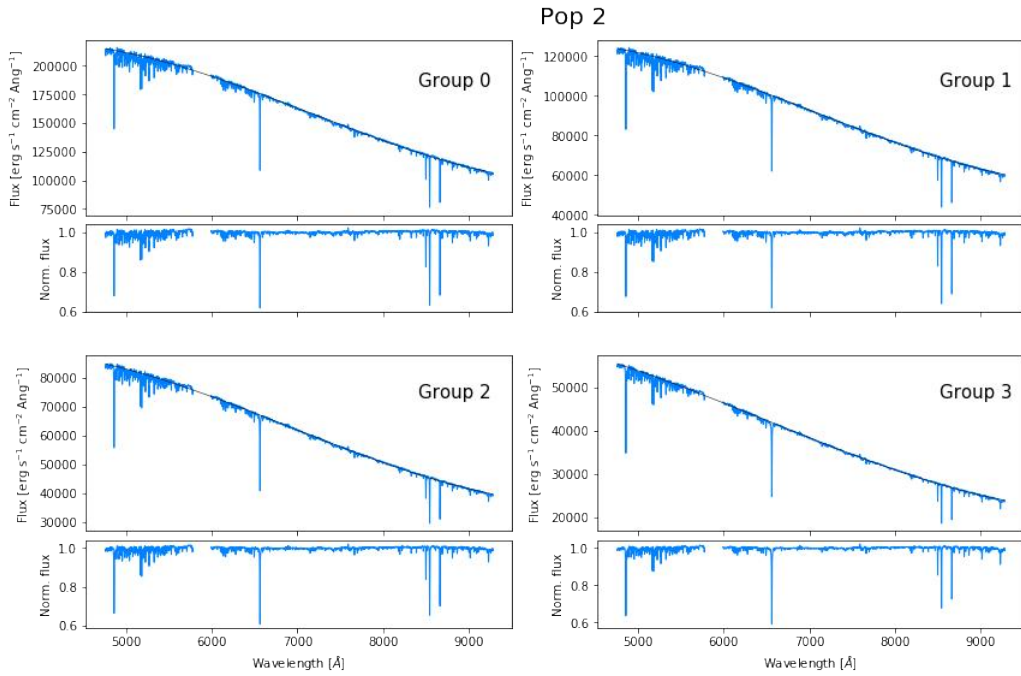 Pop 2
Flux [erg s⁻¹ cm⁻² Ang⁻¹]
200000
175000
150000
125000
100000
75000
Group 0
Norm. flux
1.0
0.8
0.6
Flux [erg s⁻¹ cm⁻² Ang⁻¹]
120000
100000
80000
60000
40000
Group 1
Norm. flux
1.0
0.8
0.6
Flux [erg s⁻¹ cm⁻² Ang⁻¹]
80000
70000
60000
50000
40000
30000
Group 2
Norm. flux
1.0
0.8
0.6
5000 6000 7000 8000 9000
Wavelength [Å]
Flux [erg s⁻¹ cm⁻² Ang⁻¹]
50000
40000
30000
20000
Group 3
Norm. flux
1.0
0.8
0.6
5000 6000 7000 8000 9000
Wavelength [Å]